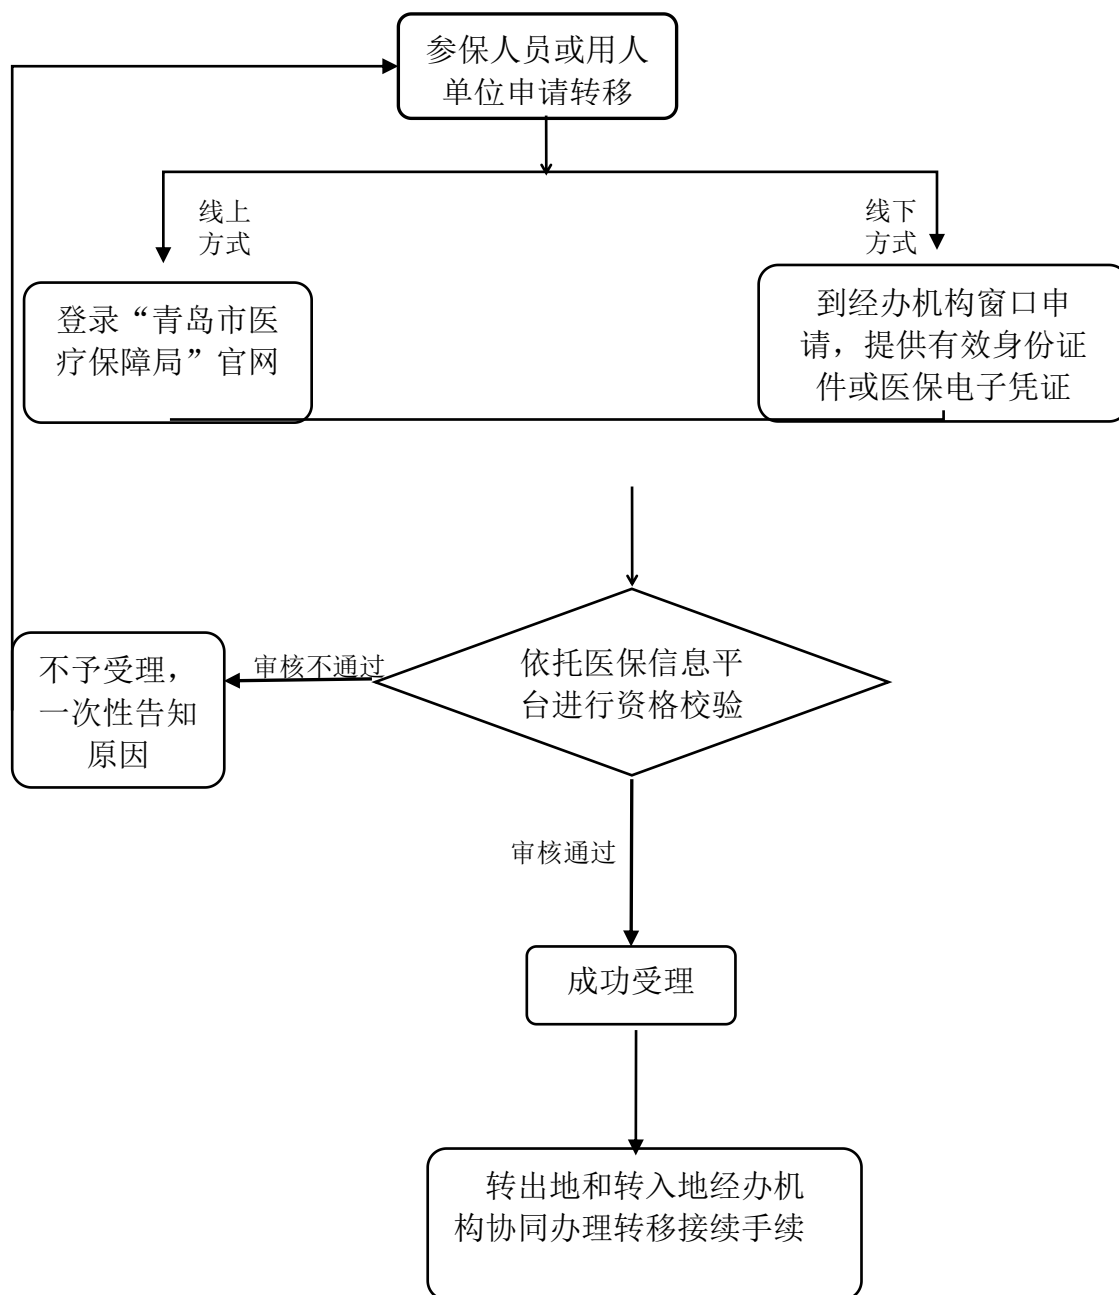 参保人员或用人
单位申请转移
线上
方式
线下
方式
登录“青岛市医
疗保障局”官网
到经办机构窗口申
请，提供有效身份证
件或医保电子凭证
依托医保信息平
台进行资格校验
审核不通过
不予受理，
一次性告知
原因
审核通过
成功受理
转出地和转入地经办机
构协同办理转移接续手续